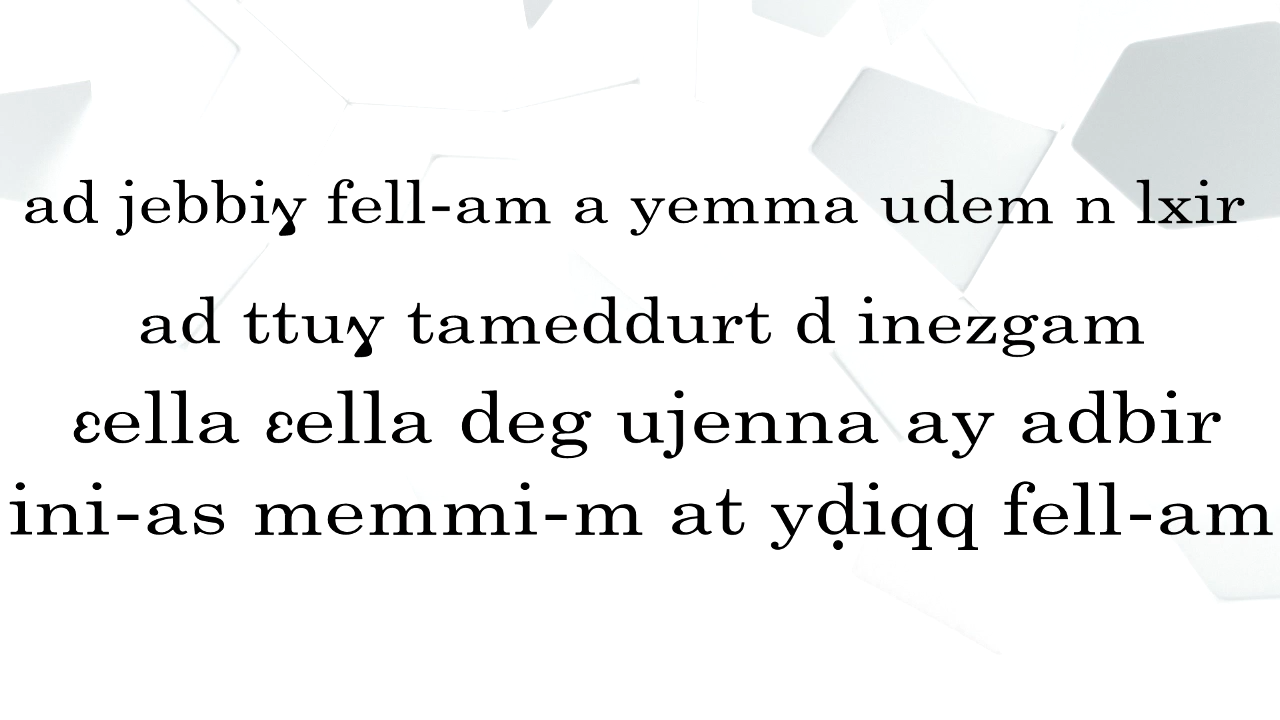 ad jebbiɣ fell-am a yemma udem n lxir
ad ttuɣ tameddurt d inezgam
ɛella ɛella deg ujenna ay adbir
ini-as memmi-m at yḍiqq fell-am